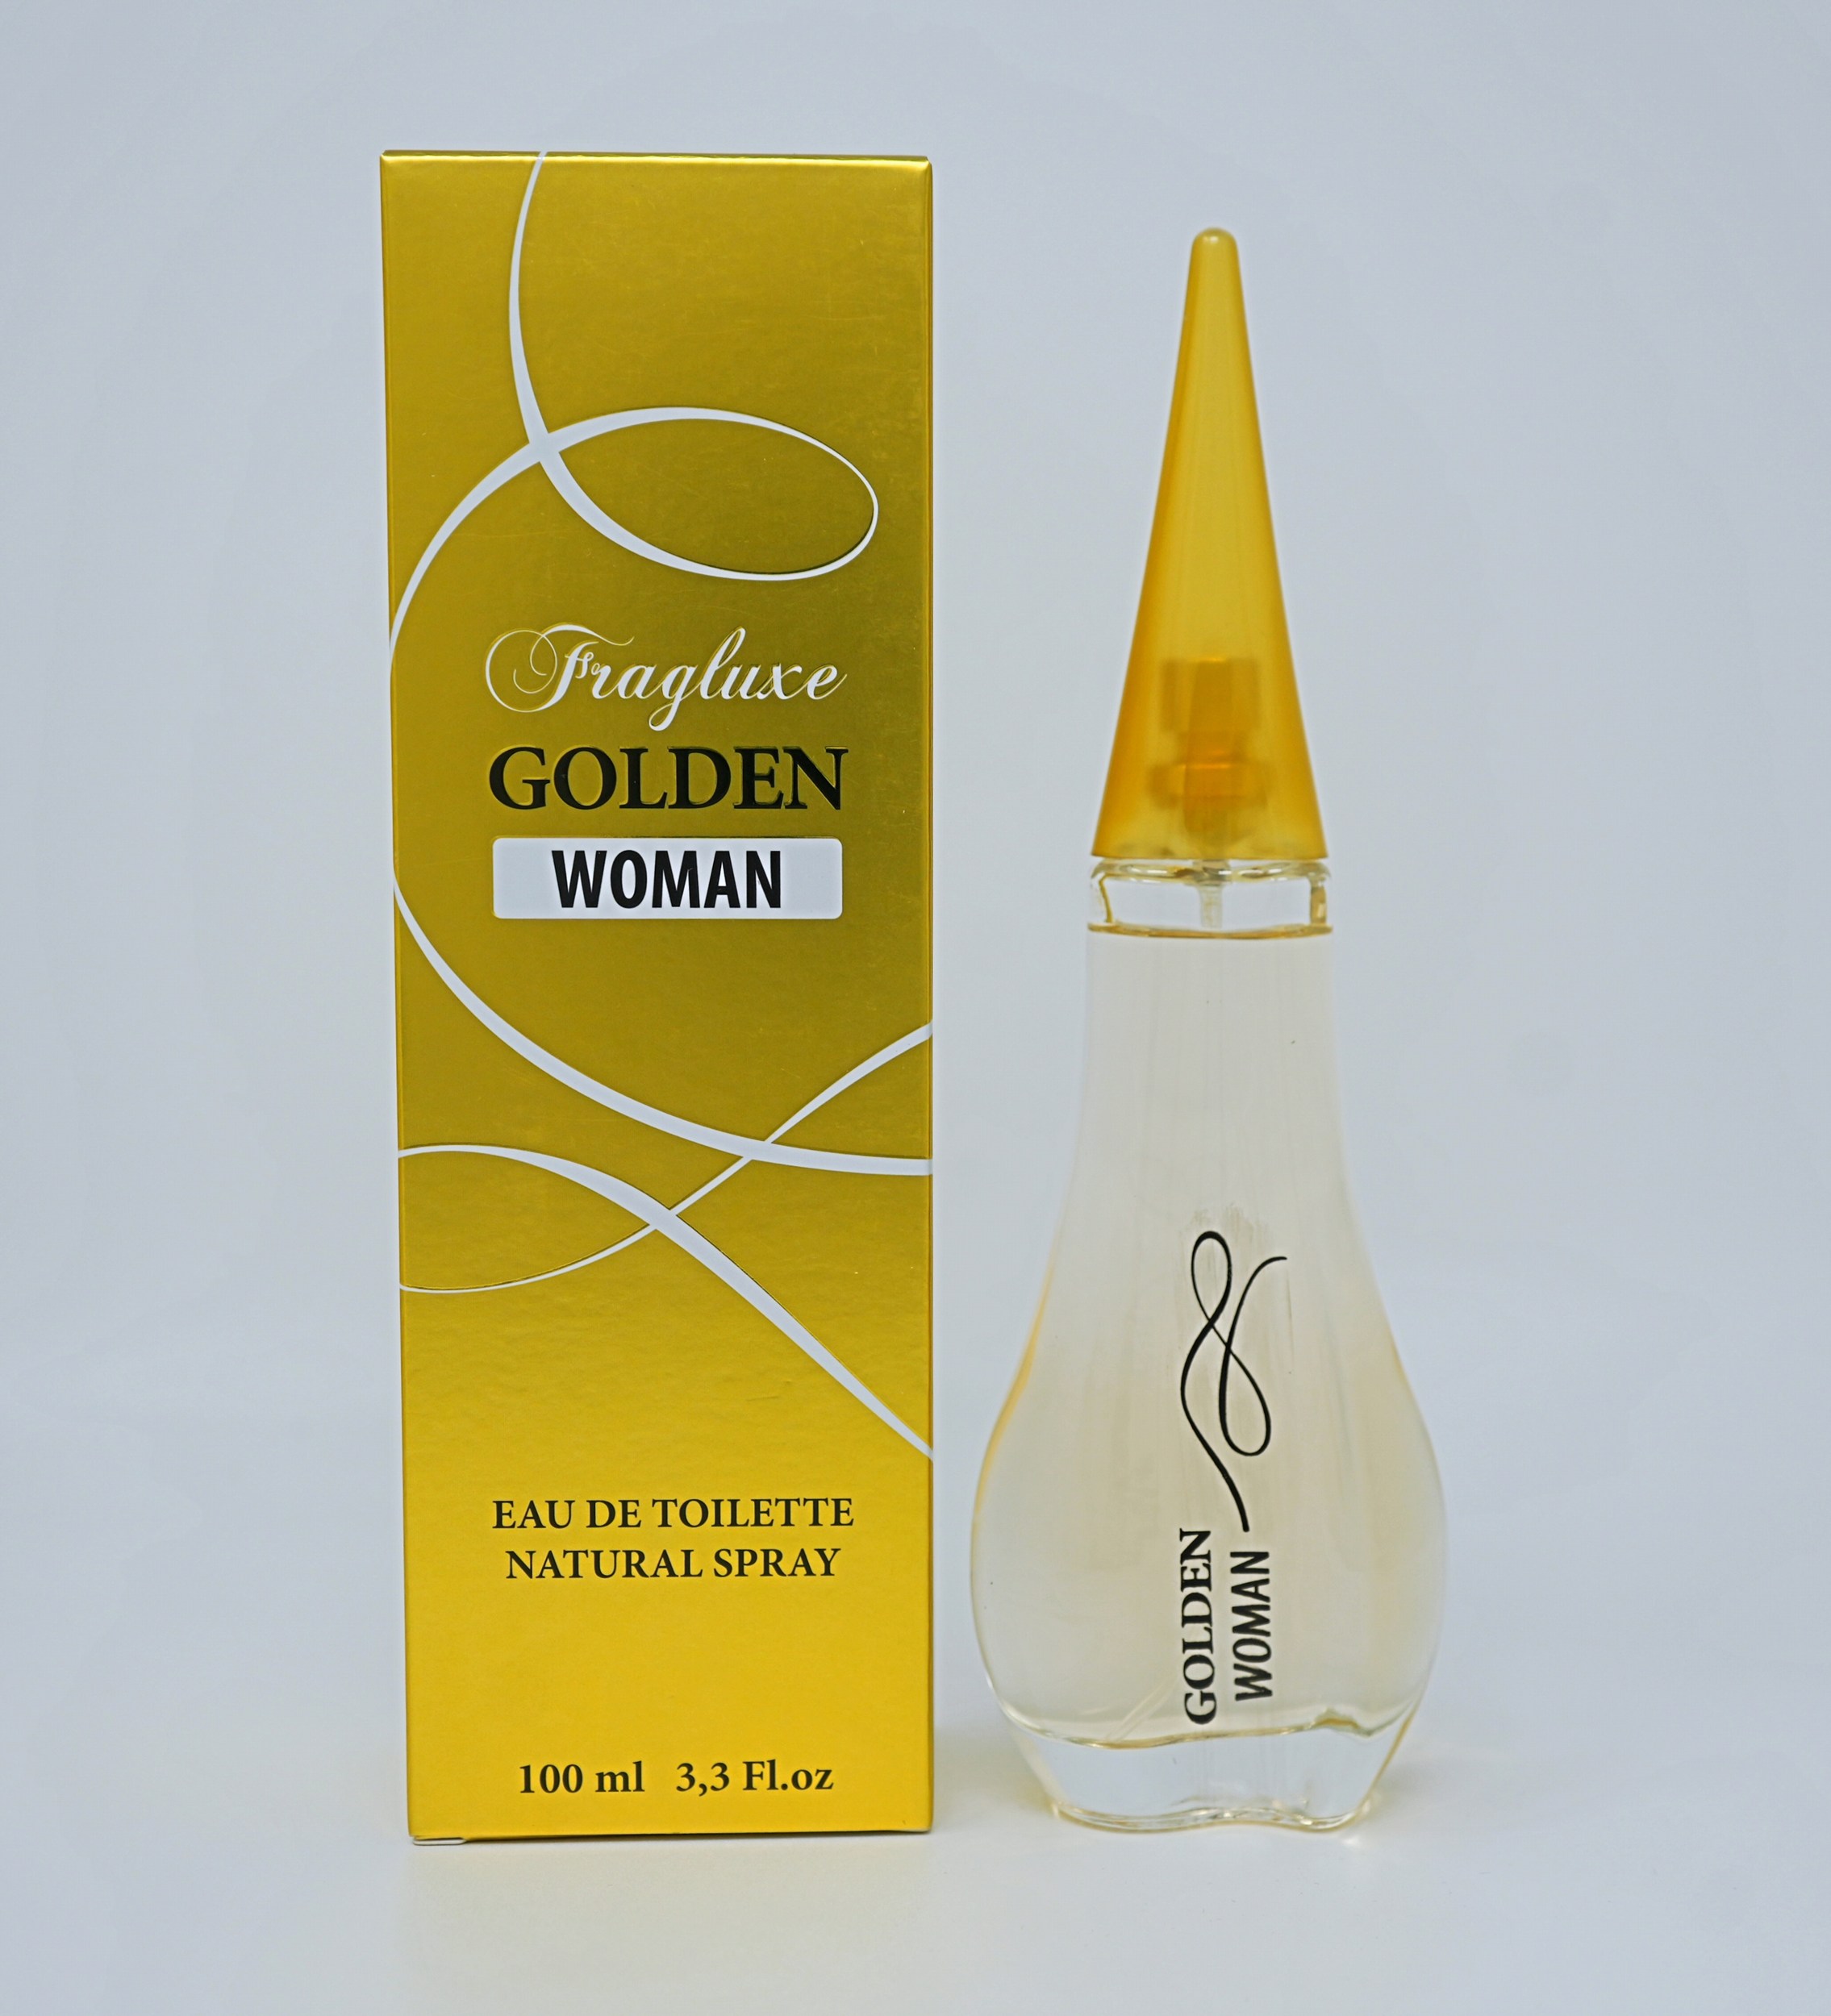 Fragluxe
GOLDEN
WOMAN
EAU DE TOILETTE
NATURAL SPRAY
100 ml 3,3 Fl.oz
GOLDEN
WOMAN